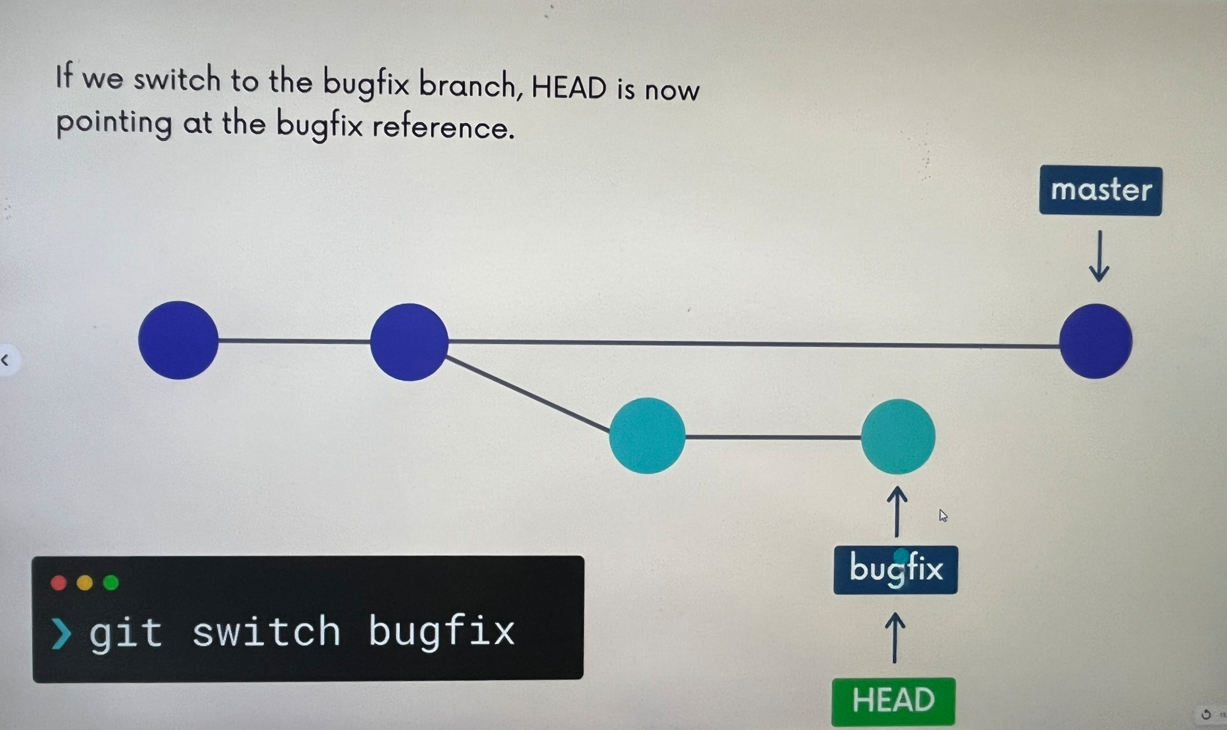 If we switch to the bugfix branch, HEAD is now
pointing at the bugfix reference.
master
bugfix
❯ git switch bugfix
HEAD